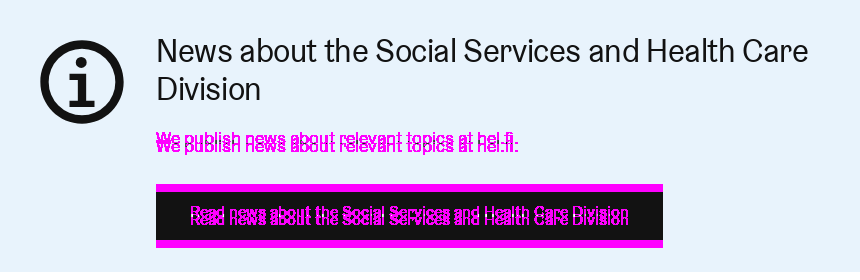 News about the Social Services and Health Care
Division
We publish news about relevant topics at hel.fi.
Read news about the Social Services and Health Care Division